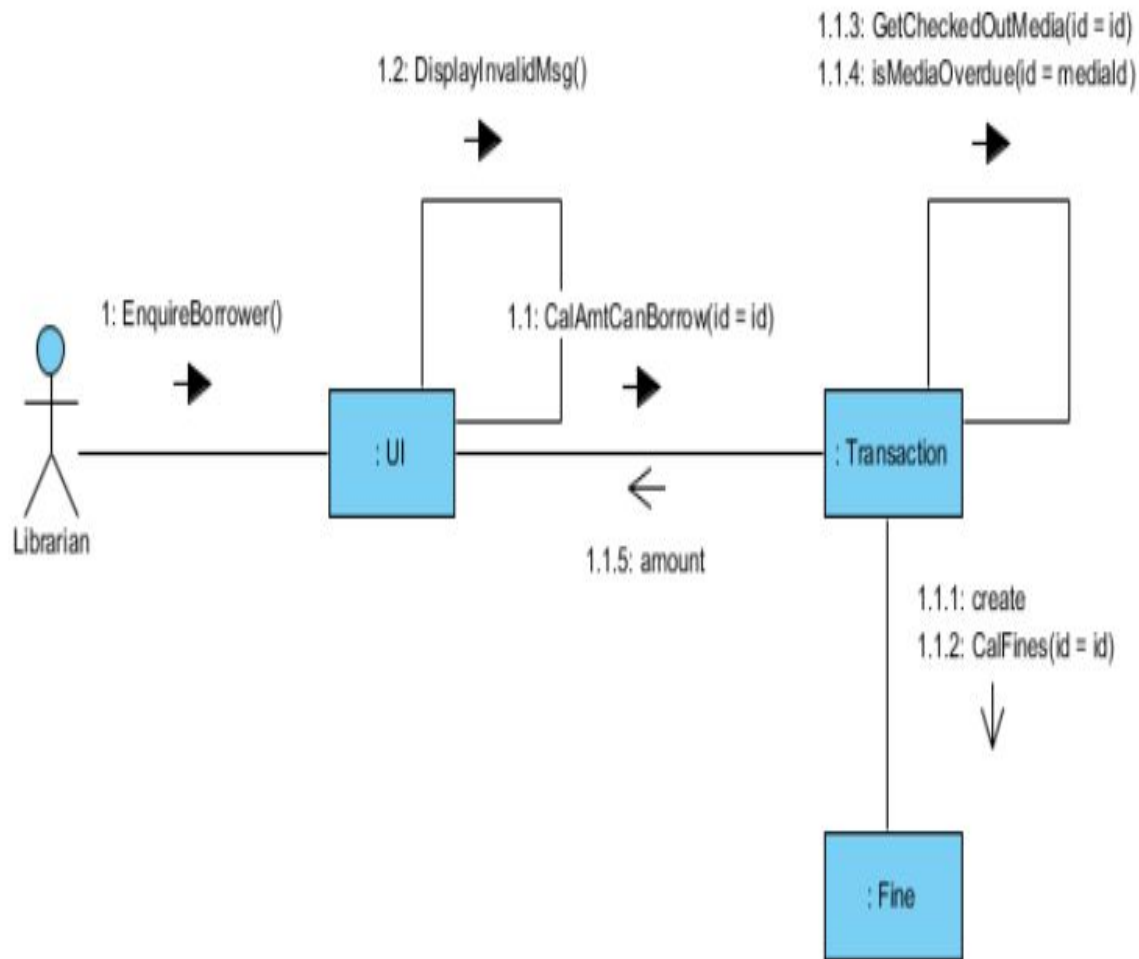 1.1.3: GetCheckedOutMedia(id = id)
1.2: DisplayInvalidMsg()
1.1.4: isMediaOverdue(id = mediaId)
1: EnquireBorrower()
1.1: CalAmtCanBorrow(id = id)
: UI
: Transaction
Librarian
1.1.5: amount
1.1.1: create
1.1.2: CalFines(id = id)
: Fine